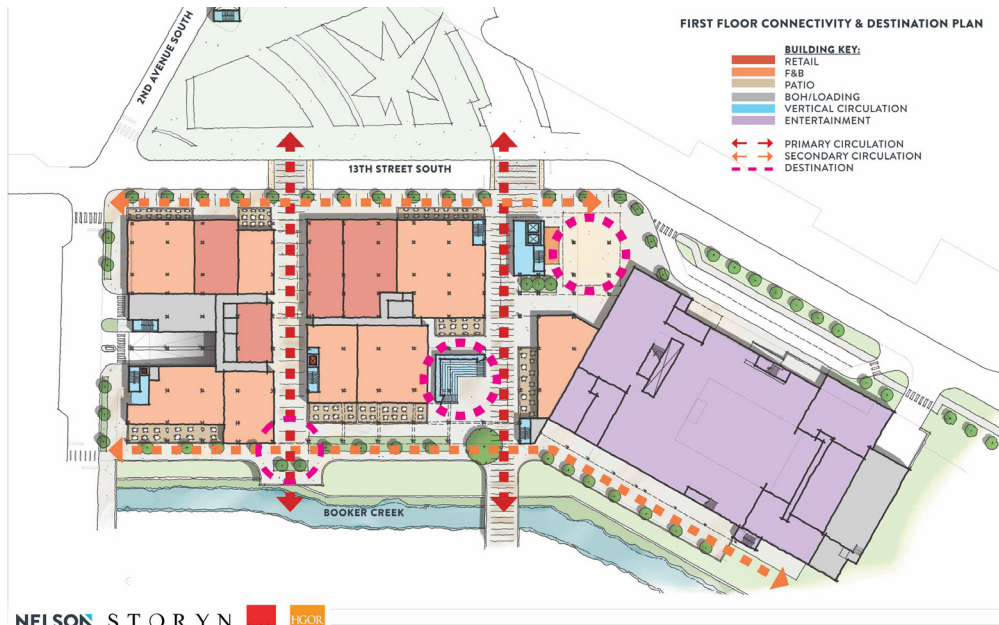 FIRST FLOOR CONNECTIVITY & DESTINATION PLAN
BUILDING KEY:
RETAIL
F&B
PATIO
BOH/LOADING
VERTICAL CIRCULATION
ENTERTAINMENT
PRIMARY CIRCULATION
SECONDARY CIRCULATION
DESTINATION
2ND AVENUE SOUTH
13TH STREET SOUTH
BOOKER CREEK
NELSON STORYN
HGOR